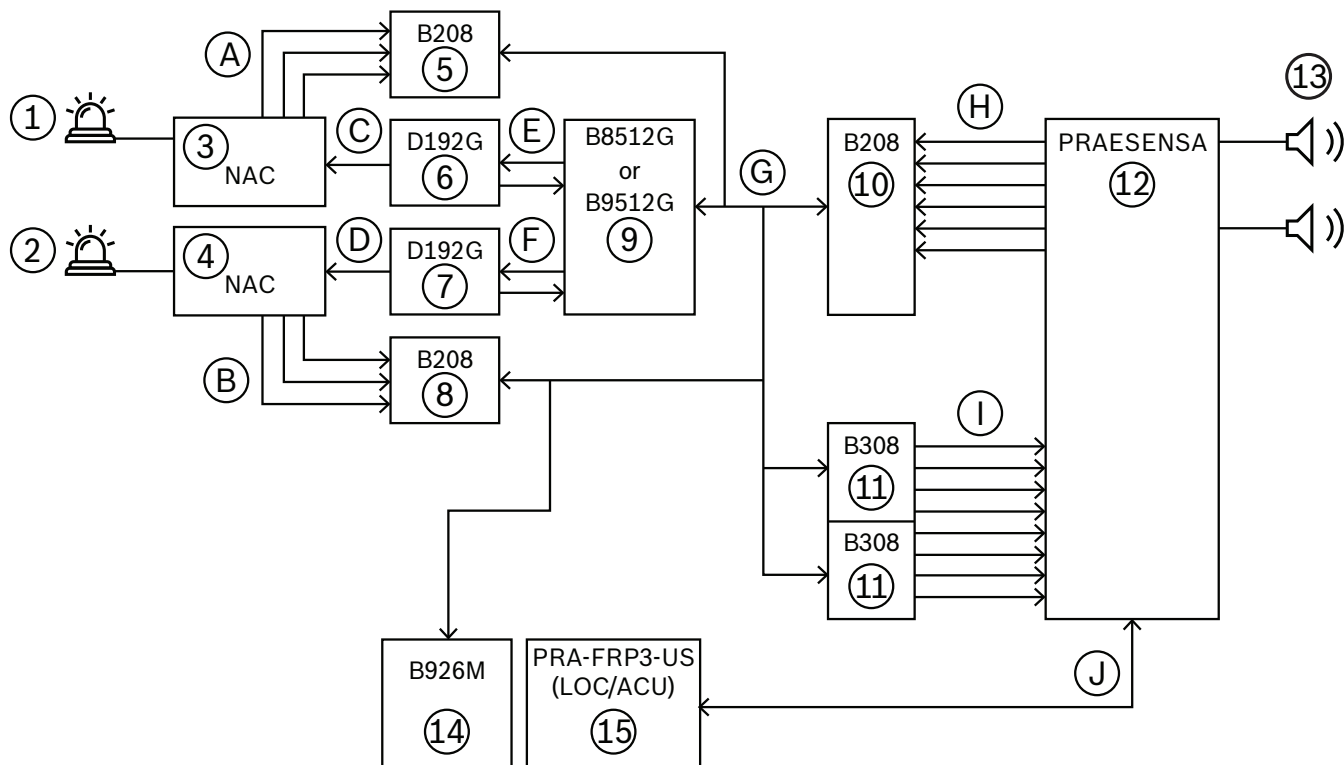 A
B208
5
1
3
NAC
C
D192G
6
E
B8512G
or
B9512G
9
G
B208
10
H
PRAESENSA
12
13
2
4
NAC
D
D192G
7
F
B
B208
8
I
B308
11
B308
11
B926M
14
PRA-FRP3-US
(LOC/ACU)
15
J